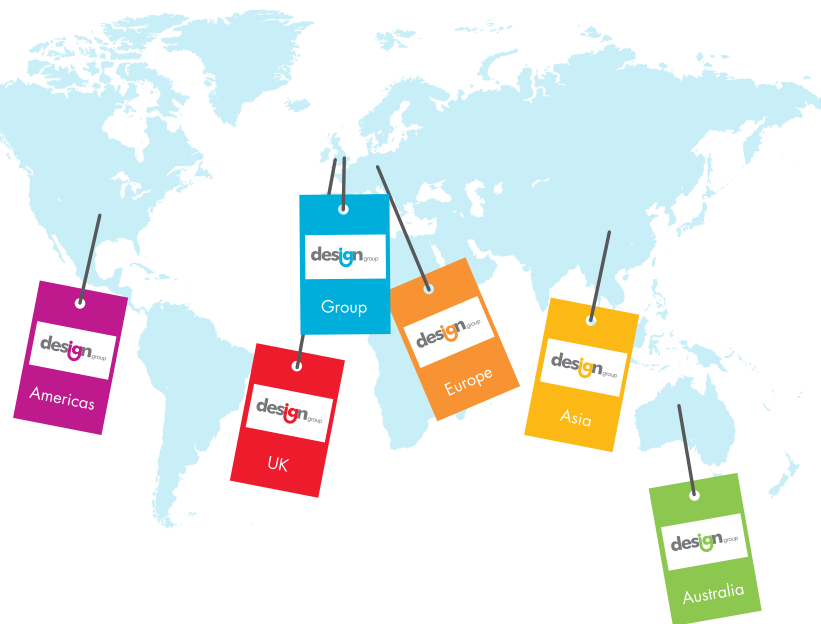 design group
Group
design group
Americas
design group
UK
design group
Europe
design group
Asia
design group
Australia